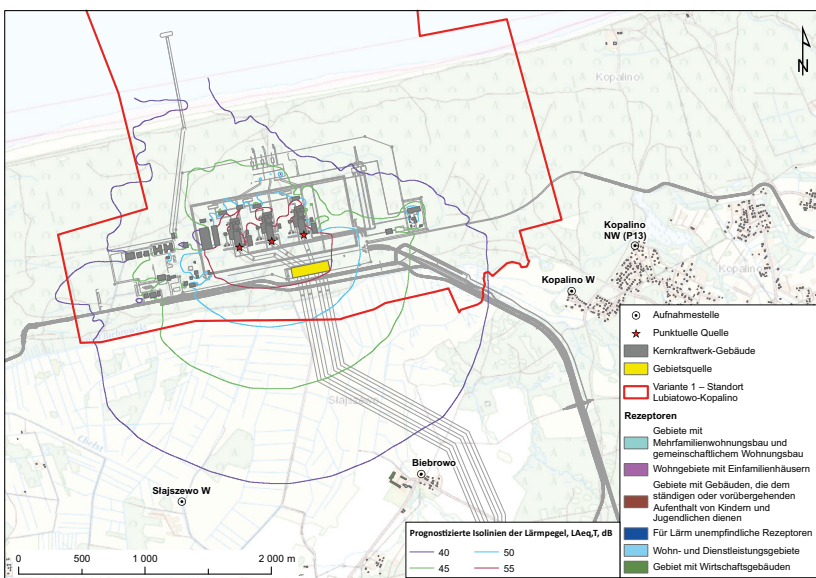 Kopalino
N
Kopalino
NW (P13)
Kopalino
Kopalino W
Slajszewo
Biebrowo
Słajszewo W
Chełst
0 500 1 000 2 000 m
Aufnahmestelle
Punktuelle Quelle
Kernkraftwerk-Gebäude
Gebietsquelle
Variante 1 – Standort
Lubiatowo-Kopalino
Rezeptoren
Gebiete mit
Mehrfamilienwohnungsbau und
gemeinschaftlichem Wohnungsbau
Wohngebiete mit Einfamilienhäusern
Gebiete mit Gebäuden, die dem
ständigen oder vorübergehenden
Aufenthalt von Kindern und
Jugendlichen dienen
Für Lärm unempfindliche Rezeptoren
Wohn- und Dienstleistungsgebiete
Gebiet mit Wirtschaftsgebäuden
Prognostizierte Isolinien der Lärmpegel, LAeq,T, dB
40 50
45 55